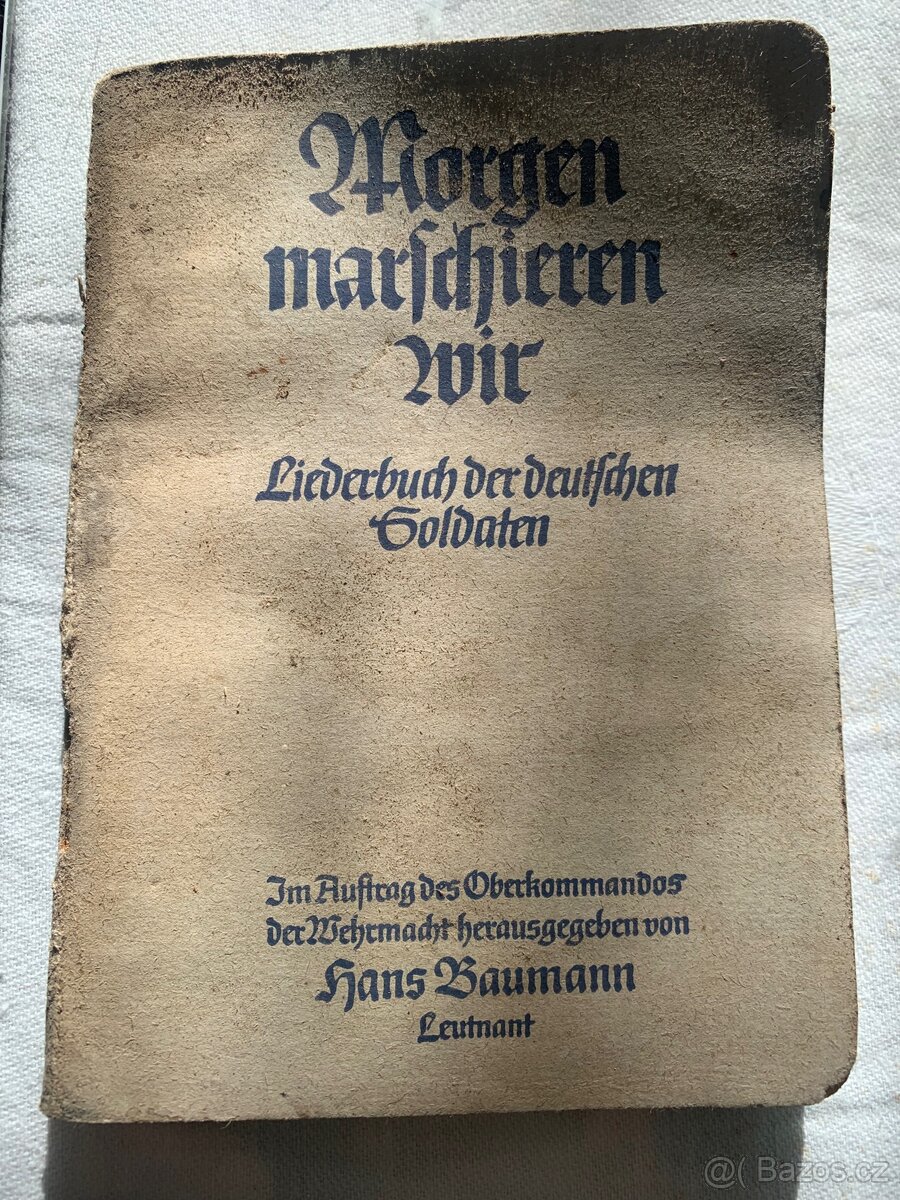 Morgen
marſchieren
wir
Liederbuch der deutſchen
Soldaten
Im Auftrag des Oberkommandos
der Wehrmacht herausgegeben von
Hans Baumann
Leutnant
@( Bazos.cz